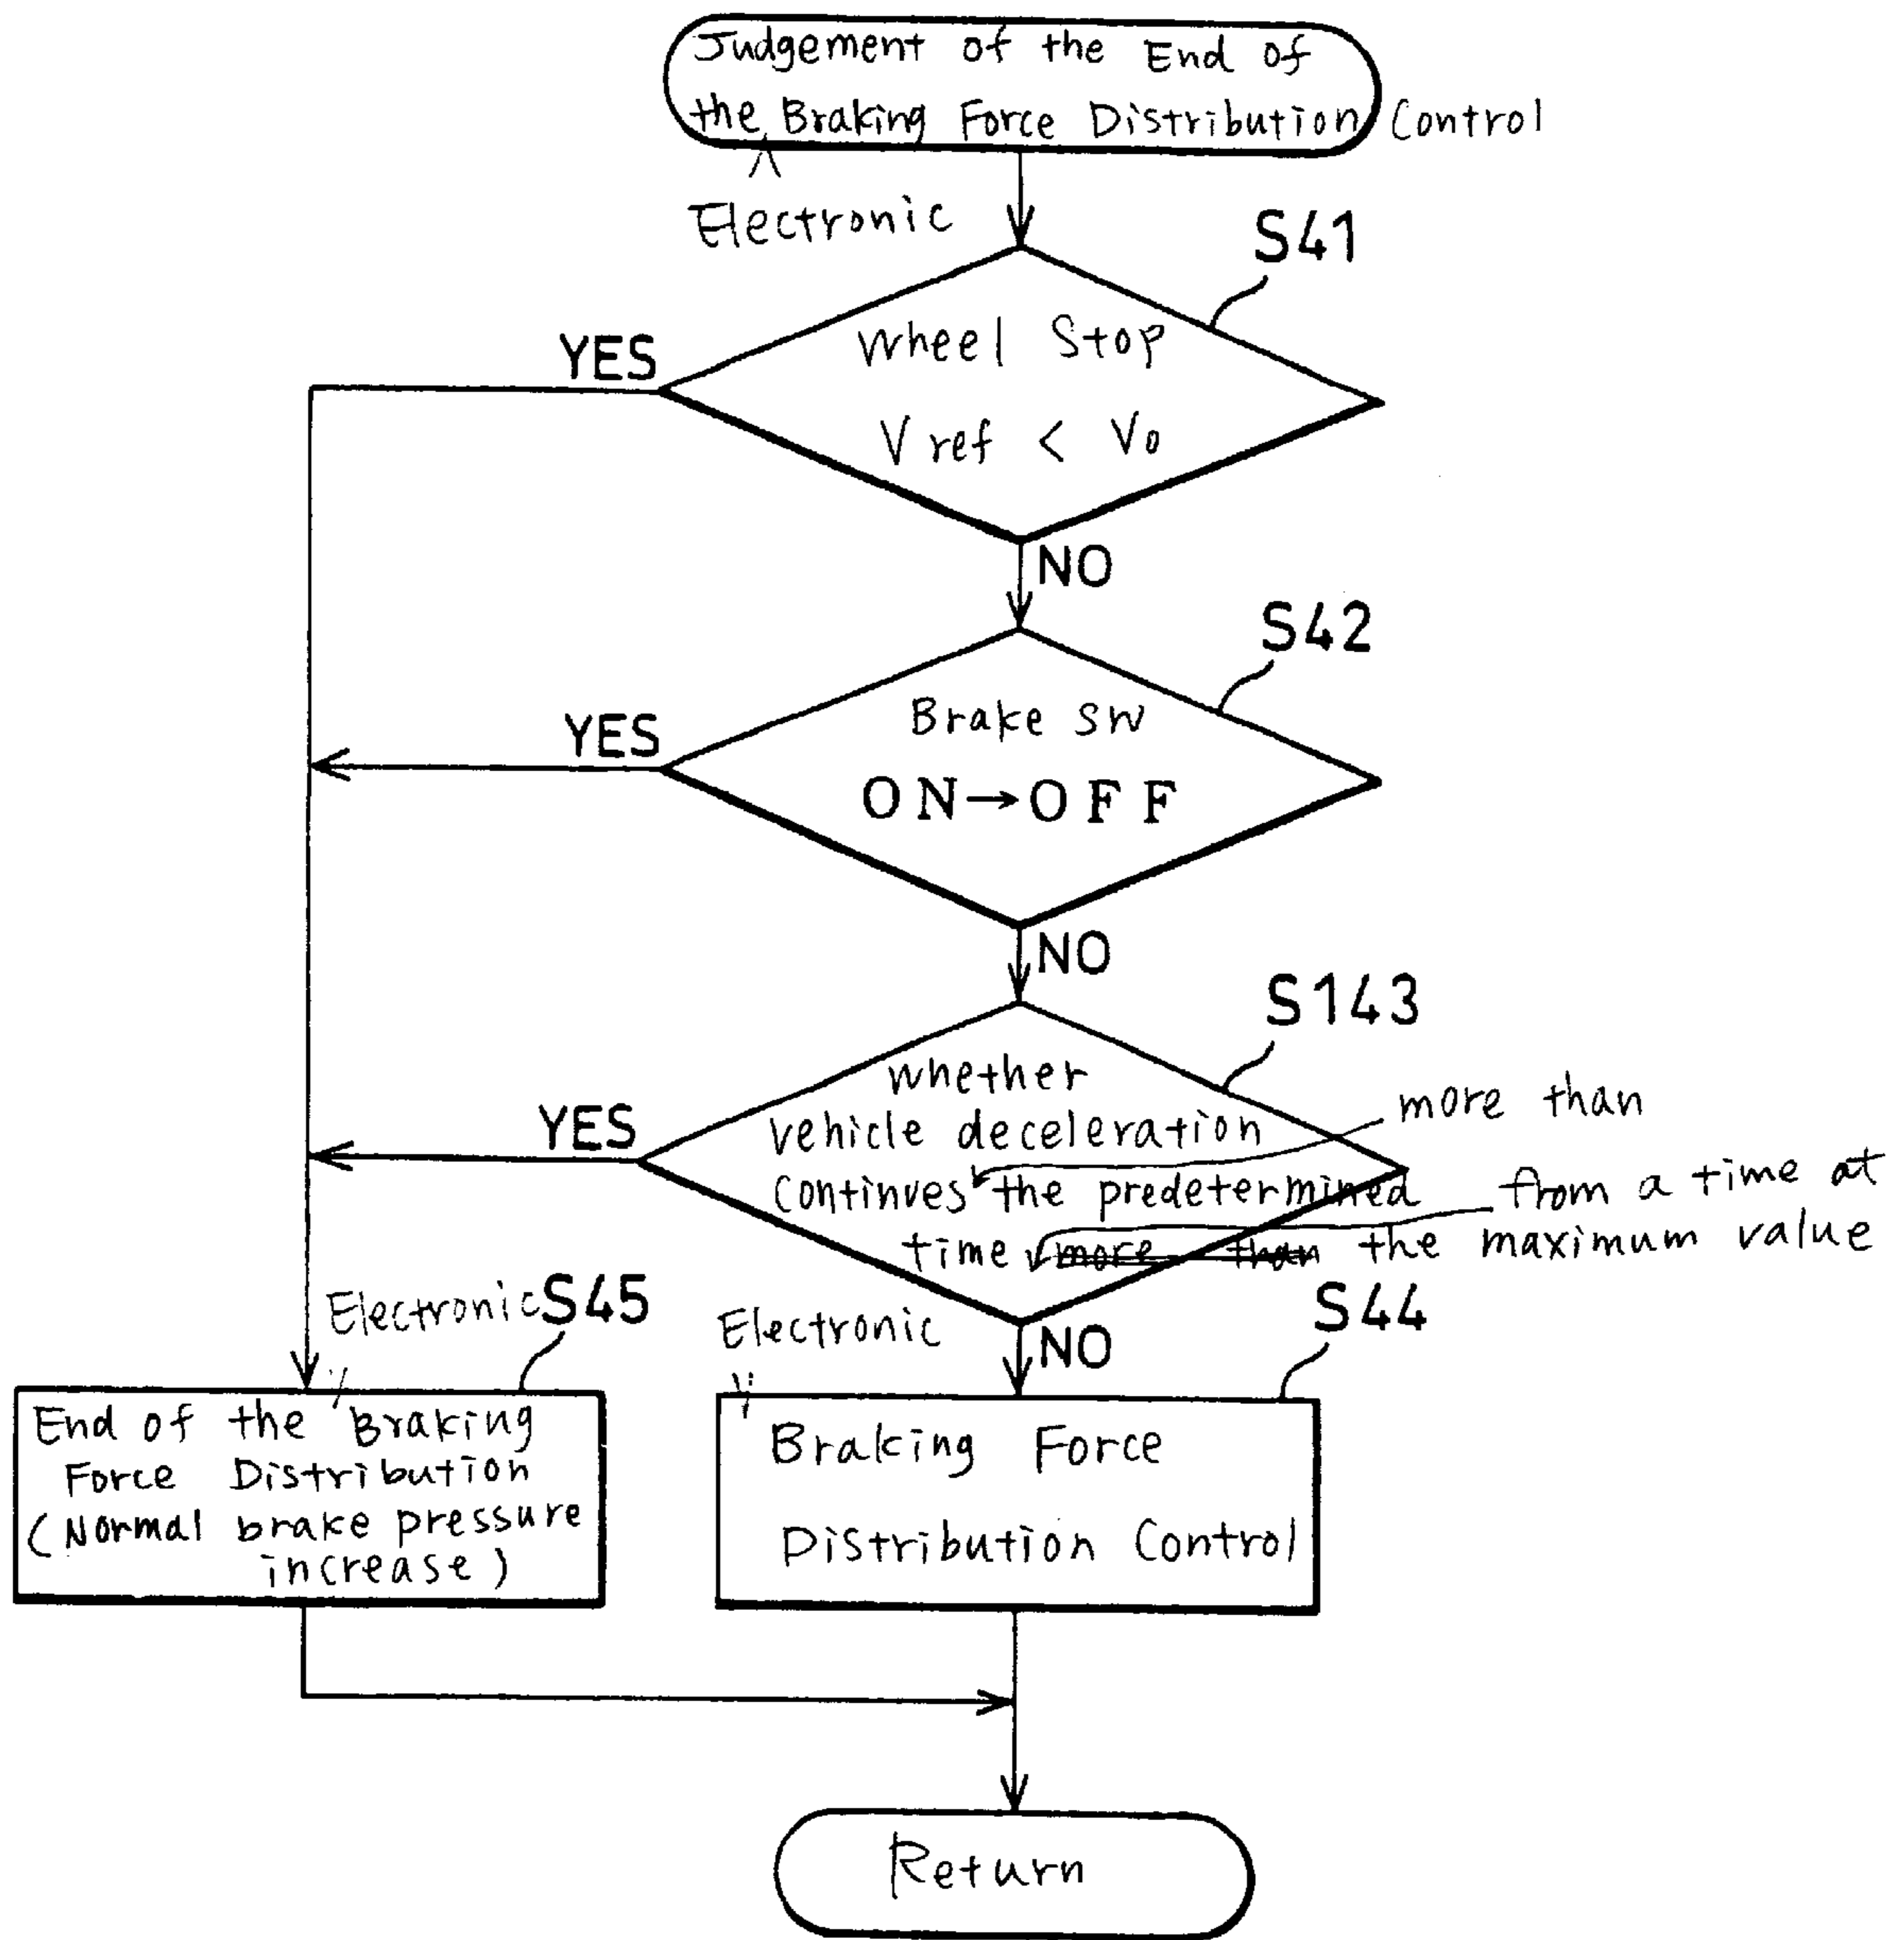 Judgement of the End of
the Braking Force Distribution Control
Electronic
S41
YES
Wheel Stop
Vref < Vo
NO
S42
YES
Brake SW
ON→OFF
NO
S143
whether
more than
YES
vehicle deceleration
continues the predetermined
from a time at
time more than the maximum value
Electronic S45
Electronic
NO
S44
End of the Braking
Force Distribution
(Normal brake pressure
increase)
Braking Force
Distribution Control
Return